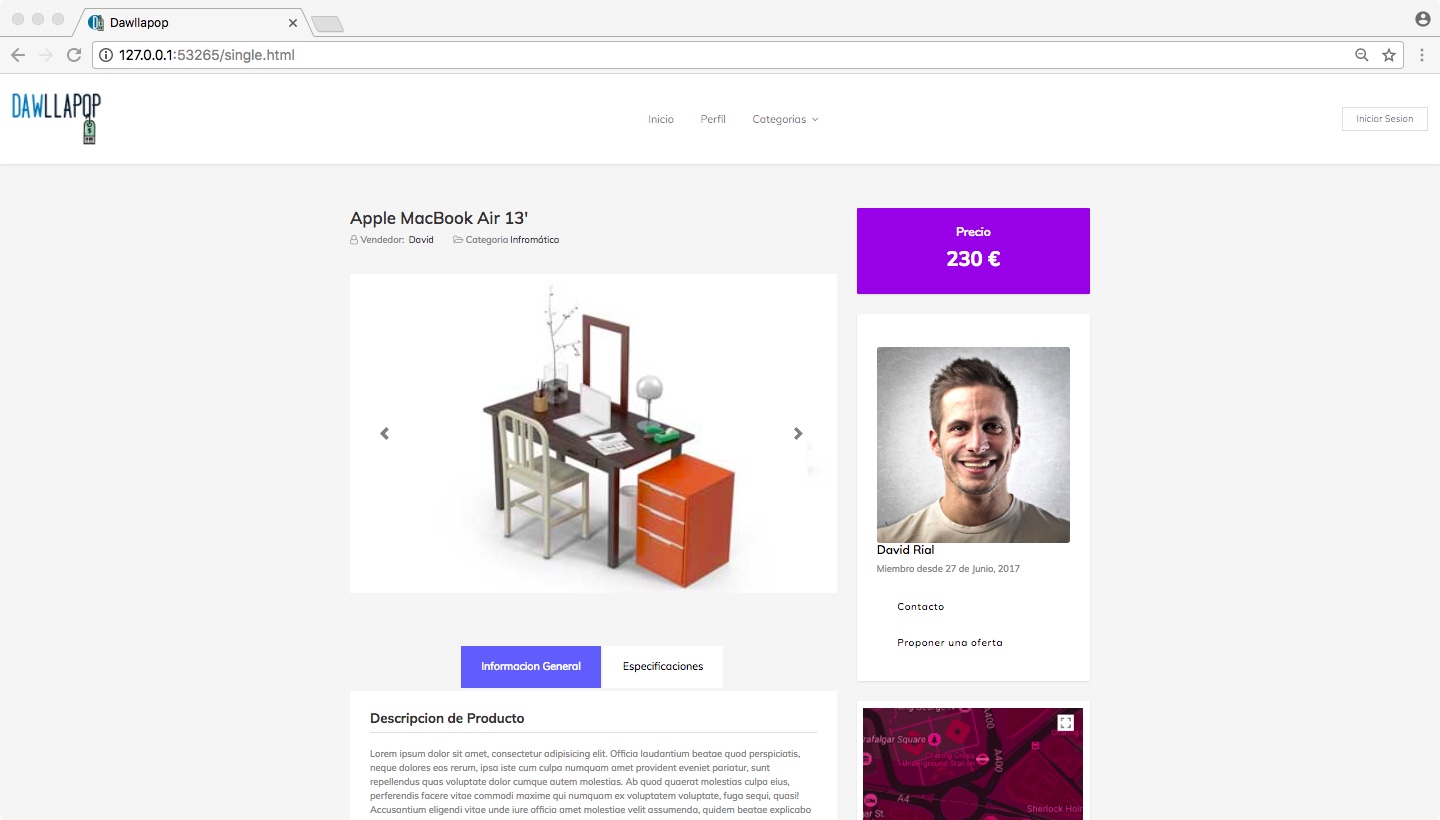 Dawllapop
127.0.0.1:53265/single.html
DAWLLAPOP
Inicio
Perfil
Categorias
Iniciar Sesion
Apple MacBook Air 13'
Vendedor: David
Categoria Infromática
Precio
230 €
David Rial
Miembro desde 27 de Junio, 2017
Contacto
Proponer una oferta
Informacion General
Especificaciones
Descripcion de Producto
Lorem ipsum dolor sit amet, consectetur adipisicing elit. Officia laudantium beatae quod perspiciatis,
neque dolores eos rerum, ipsa iste cum culpa numquam amet provident eveniet pariatur, sunt
repellendus quas voluptate dolor cumque autem molestias. Ab quod quaerat molestias culpa eius,
perferendis facere vitae commodi maxime qui numquam ex voluptatem voluptate, fuga sequi, quasi!
Accusantium eligendi vitae unde iure officia amet molestiae velit assumenda, quidem beatae explicabo
A400
rafalgar Square
Charing Cross
Underground Station
A400
A4
Sherlock Hol
ar St.